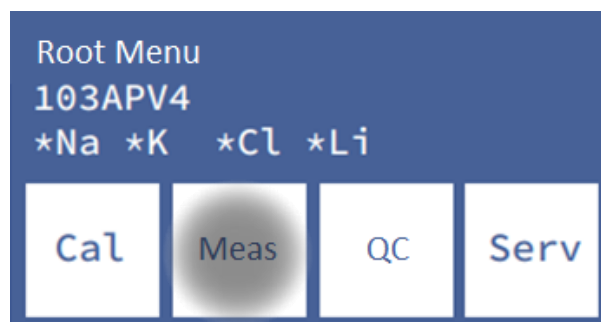 Root Menu
103APV4
*Na *K *Cl *Li
Cal Meas QC Serv